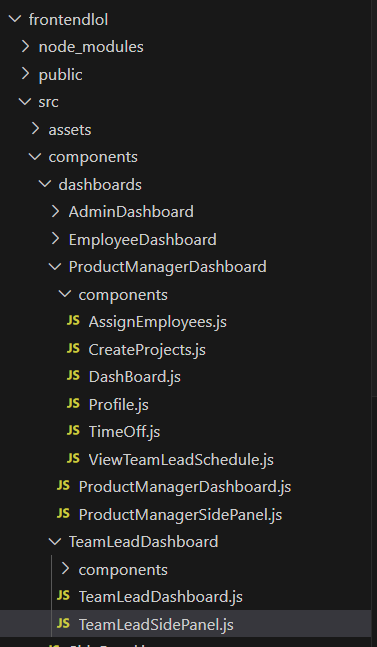 frontendlol
node_modules
public
src
assets
components
dashboards
AdminDashboard
EmployeeDashboard
ProductManagerDashboard
components
JS AssignEmployees.js
JS CreateProjects.js
JS DashBoard.js
JS Profile.js
JS TimeOff.js
JS ViewTeamLeadSchedule.js
JS ProductManagerDashboard.js
JS ProductManagerSidePanel.js
TeamLeadDashboard
components
JS TeamLeadDashboard.js
JS TeamLeadSidePanel.js